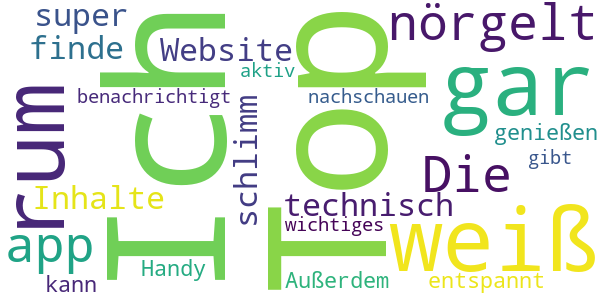 super
finde
Website
aktiv
benachrichtigt
Ich
Top
nachschauen
nörgelt
gar
genießen
gibt
rum
schlimm
Die
Inhalte
technisch
wichtiges
weiß
app
kann
Handy
Außerdem
entspannt